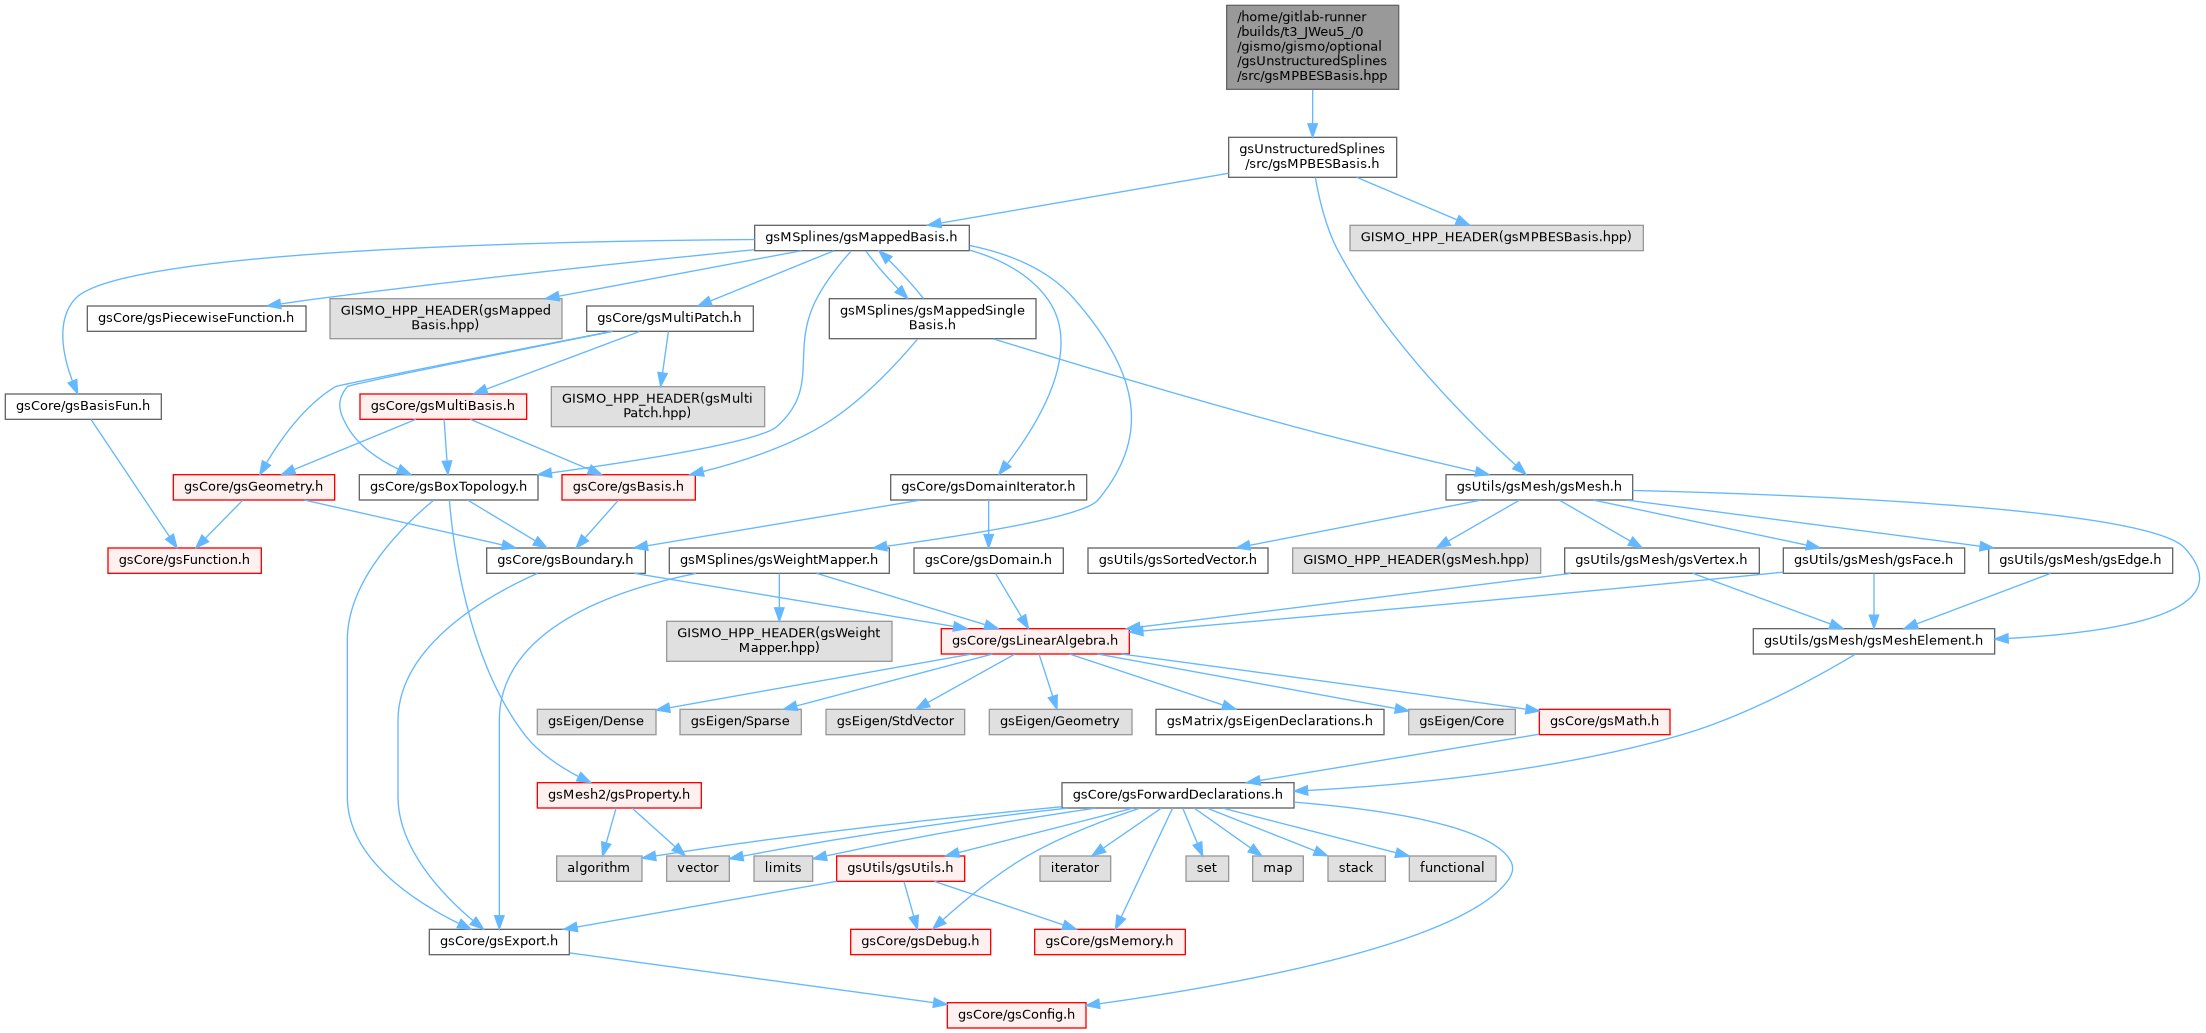 /home/gitlab-runner
/builds/t3_JWeu5_/0
/gismo/gismo/optional
/gsUnstructuredSplines
/src/gsMPBESBasis.hpp
gsUnstructuredSplines
/src/gsMPBESBasis.h
gsMSplines/gsMappedBasis.h
GISMO_HPP_HEADER(gsMPBESBasis.hpp)
gsCore/gsPiecewiseFunction.h
GISMO_HPP_HEADER(gsMapped
Basis.hpp)
gsCore/gsMultiPatch.h
gsMSplines/gsMappedSingle
Basis.h
gsCore/gsBasisFun.h
gsCore/gsMultiBasis.h
GISMO_HPP_HEADER(gsMulti
Patch.hpp)
gsCore/gsGeometry.h
gsCore/gsBoxTopology.h
gsCore/gsBasis.h
gsCore/gsDomainIterator.h
gsUtils/gsMesh/gsMesh.h
gsCore/gsFunction.h
gsCore/gsBoundary.h
gsMSplines/gsWeightMapper.h
gsCore/gsDomain.h
gsUtils/gsSortedVector.h
GISMO_HPP_HEADER(gsMesh.hpp)
gsUtils/gsMesh/gsVertex.h
gsUtils/gsMesh/gsFace.h
gsUtils/gsMesh/gsEdge.h
GISMO_HPP_HEADER(gsWeight
Mapper.hpp)
gsCore/gsLinearAlgebra.h
gsUtils/gsMesh/gsMeshElement.h
gsEigen/Dense
gsEigen/Sparse
gsEigen/StdVector
gsEigen/Geometry
gsMatrix/gsEigenDeclarations.h
gsEigen/Core
gsCore/gsMath.h
gsMesh2/gsProperty.h
gsCore/gsForwardDeclarations.h
algorithm
vector
limits
gsUtils/gsUtils.h
iterator
set
map
stack
functional
gsCore/gsExport.h
gsCore/gsDebug.h
gsCore/gsMemory.h
gsCore/gsConfig.h